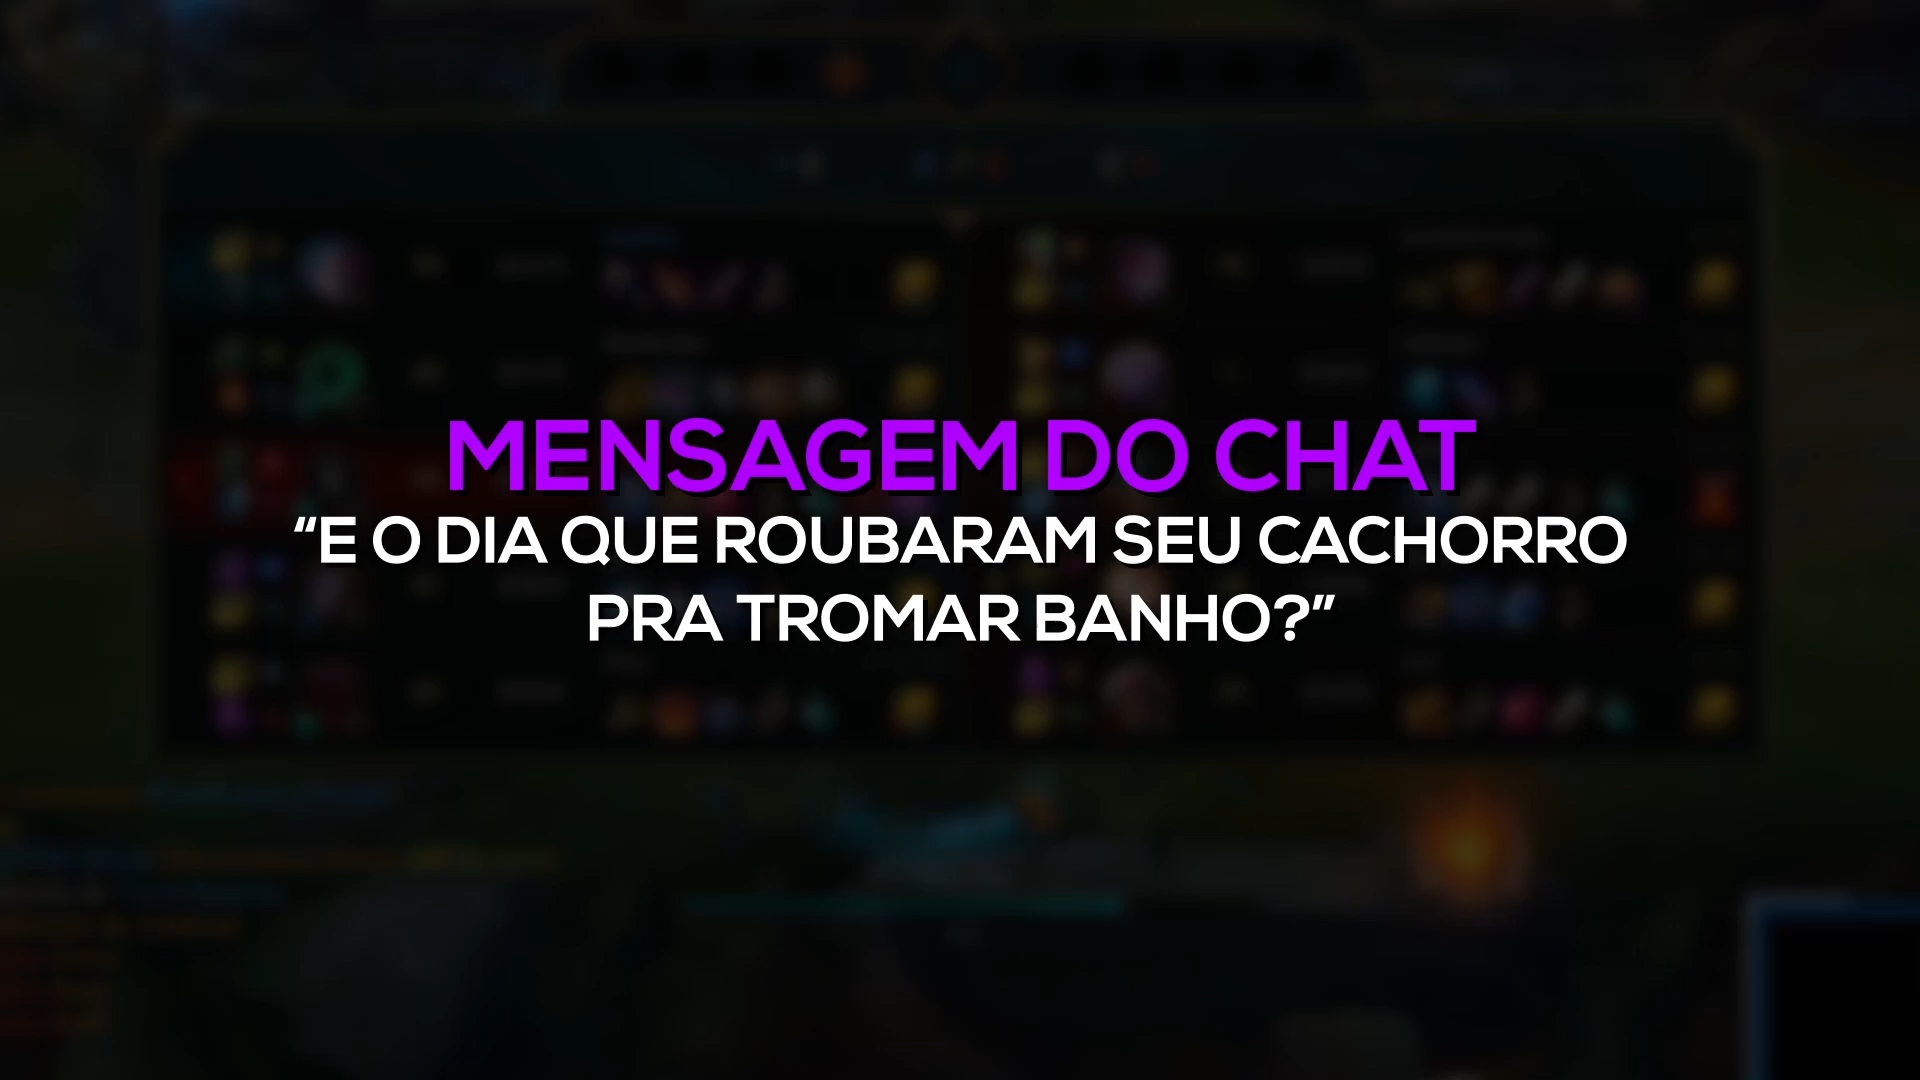 MENSAGEM DO CHAT
“E O DIA QUE ROUBARAM SEU CACHORRO
PRA TROMAR BANHO?”